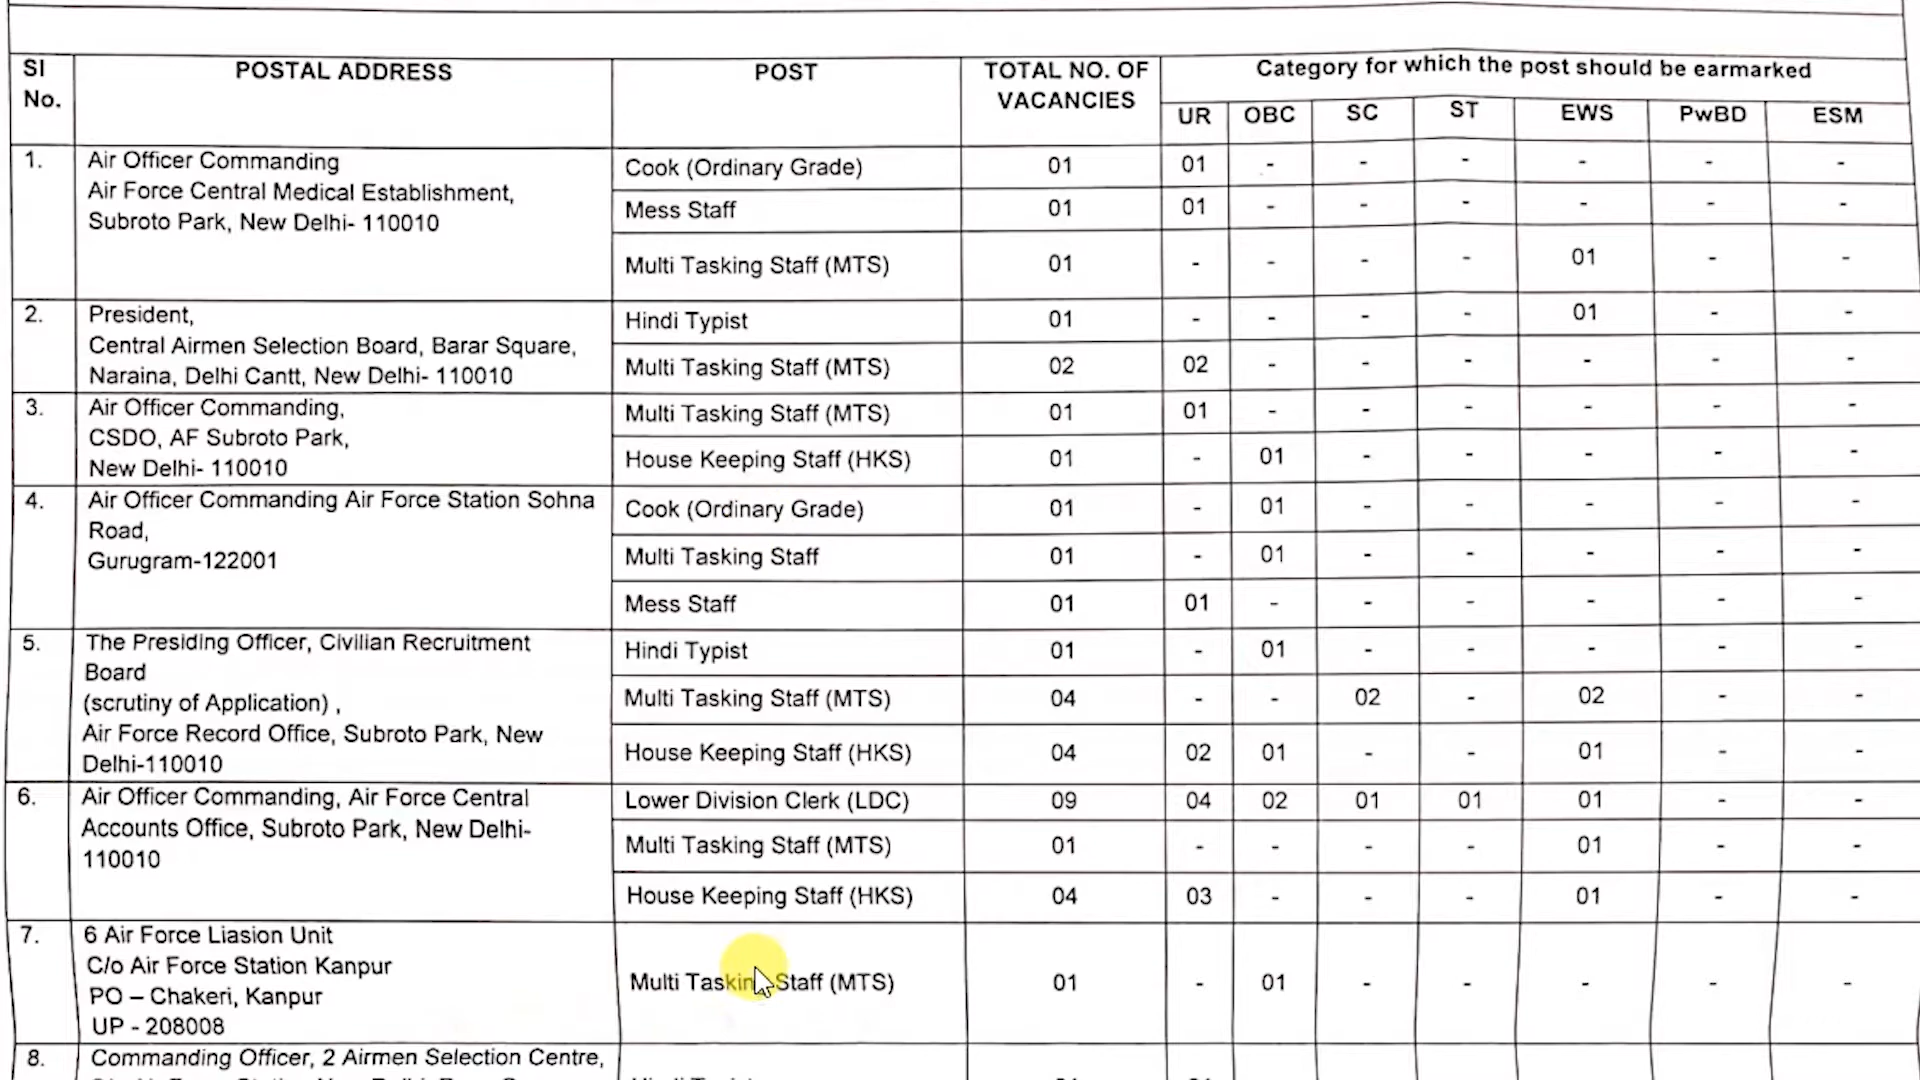 SI No. POSTAL ADDRESS POST TOTAL NO. OF VACANCIES Category for which the post should be earmarked
UR OBC SC ST EWS PwBD ESM
1. Air Officer Commanding
Air Force Central Medical Establishment,
Subroto Park, New Delhi- 110010
Cook (Ordinary Grade) 01 01 - - - - - -
Mess Staff 01 01 - - - - - -
Multi Tasking Staff (MTS) 01 - - - - 01 - -
2. President,
Central Airmen Selection Board, Barar Square,
Naraina, Delhi Cantt, New Delhi- 110010
Hindi Typist 01 - - - - 01 - -
Multi Tasking Staff (MTS) 02 02 - - - - - -
3. Air Officer Commanding,
CSDO, AF Subroto Park,
New Delhi- 110010
Multi Tasking Staff (MTS) 01 01 - - - - - -
House Keeping Staff (HKS) 01 - 01 - - - - -
4. Air Officer Commanding Air Force Station Sohna
Road,
Gurugram-122001
Cook (Ordinary Grade) 01 - 01 - - - - -
Multi Tasking Staff 01 - 01 - - - - -
Mess Staff 01 01 - - - - - -
5. The Presiding Officer, Civilian Recruitment
Board
(scrutiny of Application) ,
Air Force Record Office, Subroto Park, New
Delhi-110010
Hindi Typist 01 - 01 - - - - -
Multi Tasking Staff (MTS) 04 - - 02 - 02 - -
House Keeping Staff (HKS) 04 02 01 - - 01 - -
6. Air Officer Commanding, Air Force Central
Accounts Office, Subroto Park, New Delhi-
110010
Lower Division Clerk (LDC) 09 04 02 01 01 01 - -
Multi Tasking Staff (MTS) 01 - - - - 01 - -
House Keeping Staff (HKS) 04 03 - - - 01 - -
7. 6 Air Force Liasion Unit
C/o Air Force Station Kanpur
PO – Chakeri, Kanpur
UP - 208008
Multi Tasking Staff (MTS) 01 - 01 - - - - -
8. Commanding Officer, 2 Airmen Selection Centre,